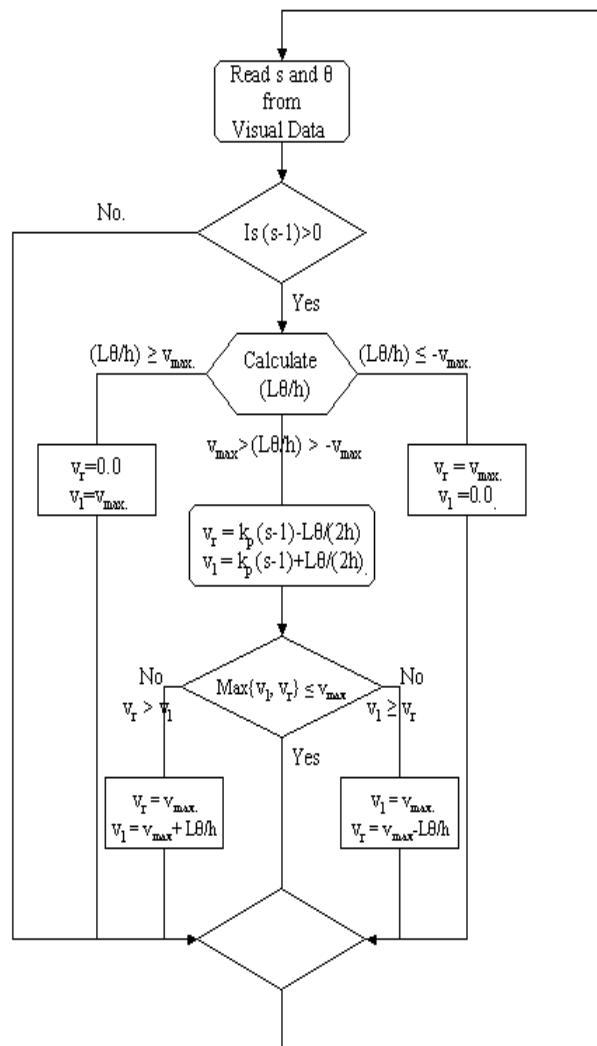 Read s and θ
from
Visual Data
No.
Is (s-1)>0
Yes
(Lθ/h) ≥ vmax.
Calculate
(Lθ/h)
(Lθ/h) ≤ -vmax.
vmax>(Lθ/h) > -vmax
vr=0.0
vl=vmax.
vr = vmax.
vl =0.0.
vr = kp (s-1)-Lθ/(2h)
vl = kp (s-1)+Lθ/(2h).
No
vr > vl
Max{vl, vr} ≤ vmax
No
vl ≥ vr
Yes
vr = vmax.
vl = vmax+ Lθ/h
vl = vmax.
vr = vmax-Lθ/h